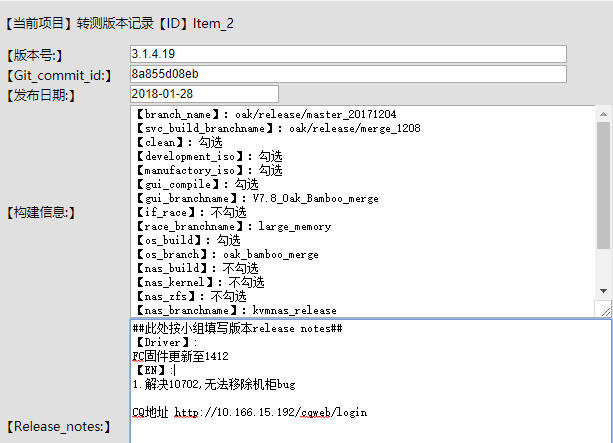 【当前项目】转测版本记录【ID】Item_2
【版本号:】 3.1.4.19
【Git_commit_id:】 8a855d08eb
【发布日期:】 2018-01-28
【构建信息:】
【branch_name】: oak/release/master_20171204
【svc_build_branchname】: oak/release/merge_1208
【clean】: 勾选
【development_iso】: 勾选
【manufactory_iso】: 勾选
【gui_compile】: 勾选
【gui_branchname】: V7.8_Oak_Bamboo_merge
【if_race】: 不勾选
【race_branchname】: large_memory
【os_build】: 勾选
【os_branch】: oak_bamboo_merge
【nas_build】: 不勾选
【nas_kernel】: 不勾选
【nas_zfs】: 不勾选
【nas_branchname】: kvmnas_release
【Release_notes:】
##此处按小组填写版本release notes##
【Driver】:
FC固件更新至1412
【EN】:
1.解决10702,无法移除机柜bug
CQ地址 http://10.166.15.192/cqweb/login